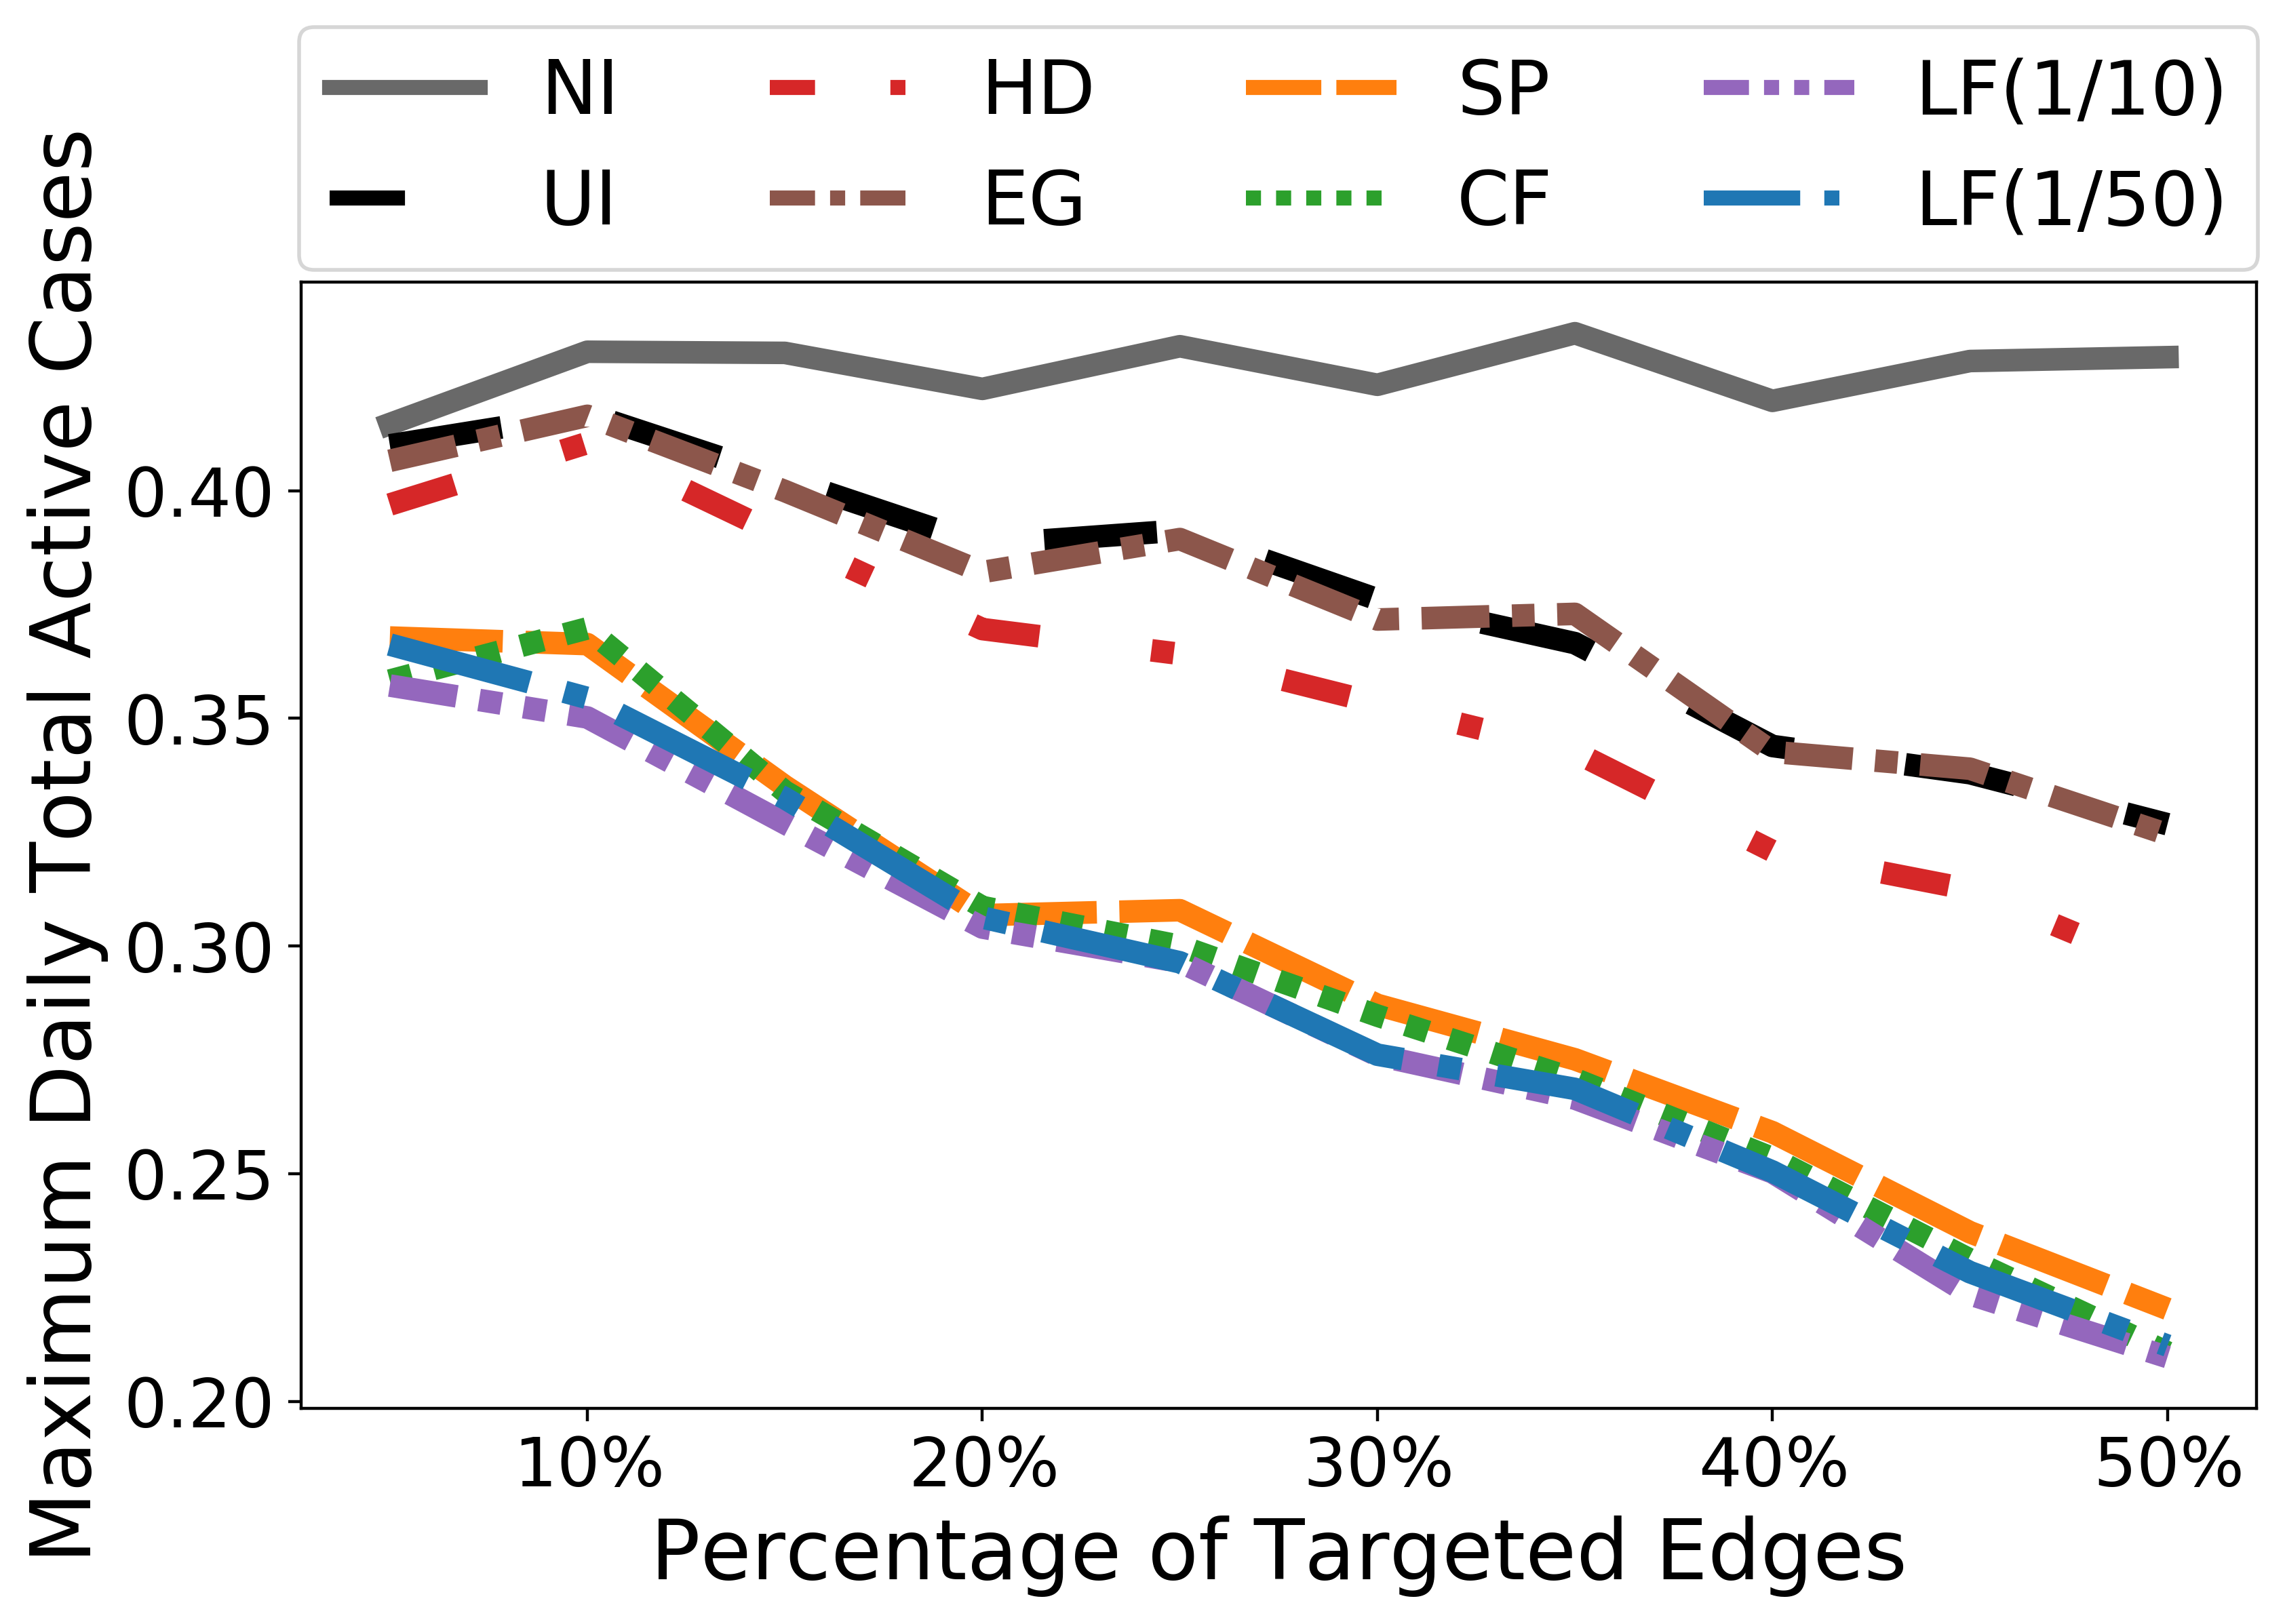 NI HD SP LF(1/10)
UI EG CF LF(1/50)
Maximum Daily Total Active Cases
0.40
0.35
0.30
0.25
0.20
10% 20% 30% 40% 50%
Percentage of Targeted Edges